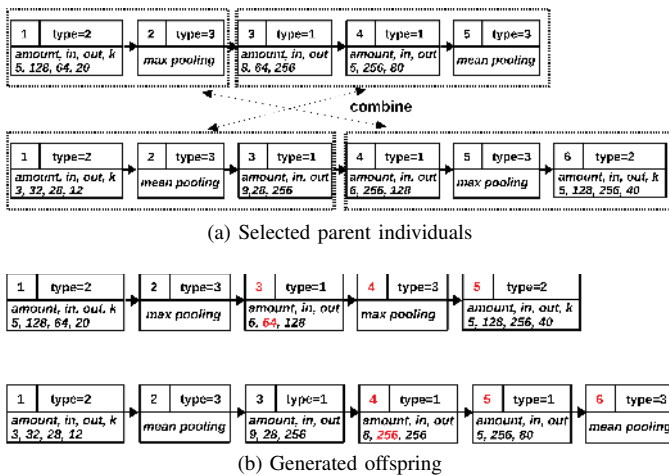 1 type=2 2 type=3 3 type=1 4 type=1 5 type=3
amount, in, out, k max pooling amount, in, out amount, in, out mean pooling
5, 128, 64, 20 8, 64, 256 5, 256, 80
combine
1 type=2 2 type=3 3 type=1 4 type=1 5 type=3 6 type=2
amount, in, out, k mean pooling amount, in, out amount, in, out max pooling amount, in, out, k
3, 32, 28, 12 9,28, 256 6, 256, 128 5, 128, 256, 40
(a) Selected parent individuals
1 type=2 2 type=3 3 type=1 4 type=3 5 type=2
amount, in, out, k max pooling amount, in, out max pooling amount, in, out, k
5, 128, 64, 20 6, 64, 128 5, 128, 256, 40
1 type=2 2 type=3 3 type=1 4 type=1 5 type=1 6 type=3
amount, in, out, k mean pooling amount, in, out amount, in, out amount, in, out mean pooling
3, 32, 28, 12 9, 28, 256 8, 256, 256 5, 256, 80
(b) Generated offspring